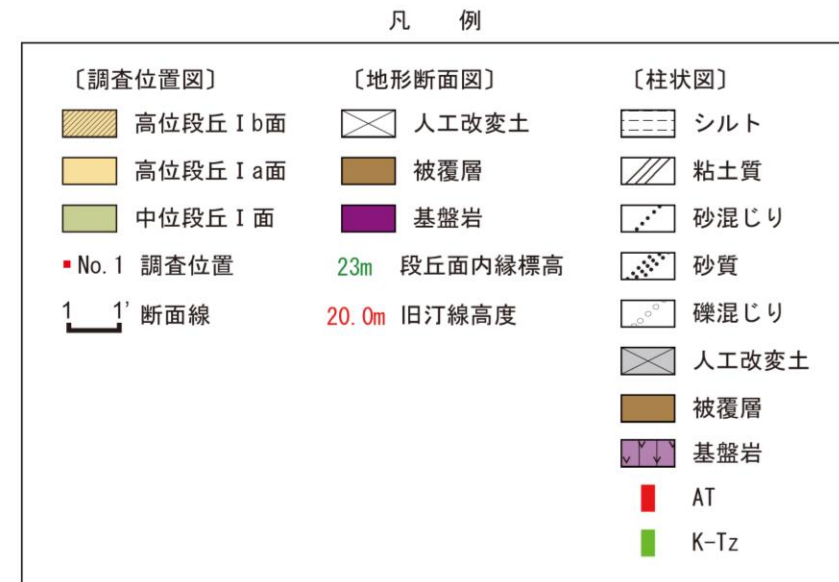 凡 例
〔調査位置図〕
高位段丘Ⅰb面
高位段丘Ⅰa面
中位段丘Ⅰ面
No.1 調査位置
1 1' 断面線
〔地形断面図〕
人工改変土
被覆層
基盤岩
23m 段丘面内縁標高
20.0m 旧汀線高度
〔柱状図〕
シルト
粘土質
砂混じり
砂質
礫混じり
人工改変土
被覆層
基盤岩
AT
K-Tz